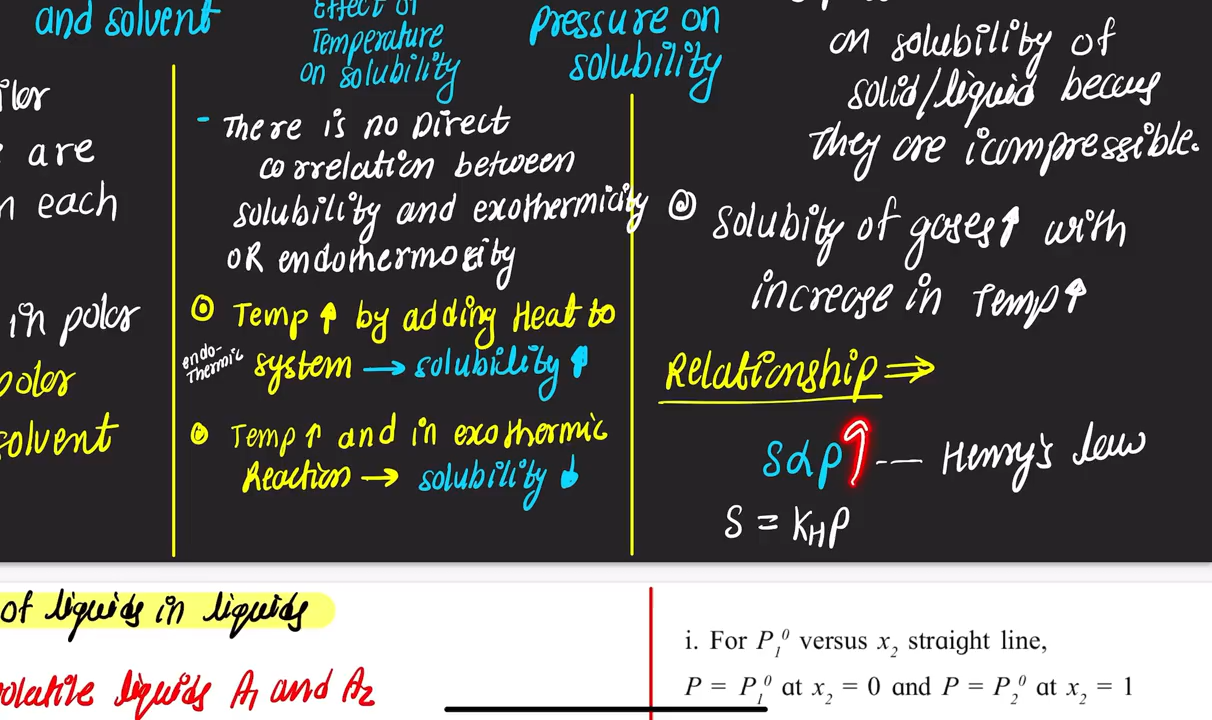 and solvent
Effect of
Temperature
on solubility
pressure on
solubility
on solubility of
solid/liquid becus
They are icompressible.
are
each
in polar
polar
solvent
- There is no Direct
correlation between
solubility and exothermicity
OR endothermosity
Temp ↑ by adding Heat to
endo-
Thermic
system → solubility ↑
Temp ↑ and in exothermic
Reaction → solubility ↓
solubity of gases ↑ with
increase in Temp ↑
Relationship ⇒
S α P ↑ --- Henry's law
S = K_H P
of liquids in liquids
volatile liquids A₁ and A₂
i. For P₁⁰ versus x₂ straight line,
P = P₁⁰ at x₂ = 0 and P = P₂⁰ at x₂ = 1